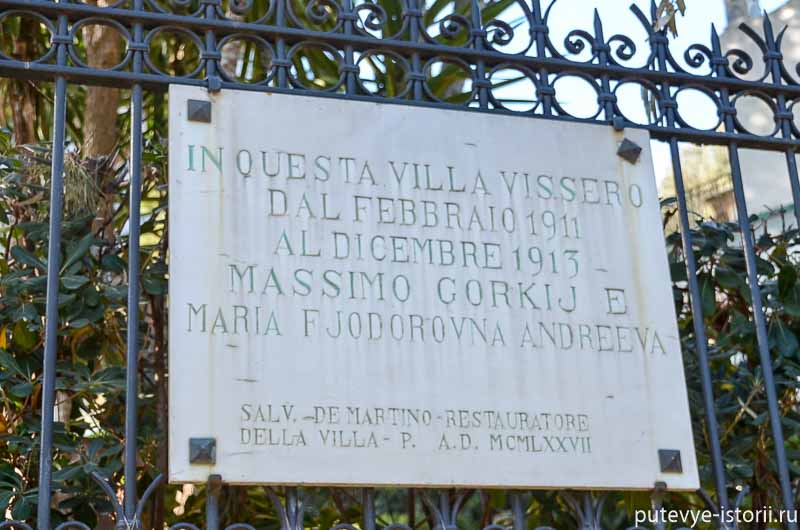 IN QUESTA VILLA VISSERO
DAL FEBBRAIO 1911
AL DICEMBRE 1913
MASSIMO GORKIJ E
MARIA FJODOROVNA ANDREEVA
SALV. - DE MARTINO - RESTAURATORE
DELLA VILLA - P. A.D. MCMLXXVII
putevye-istorii.ru